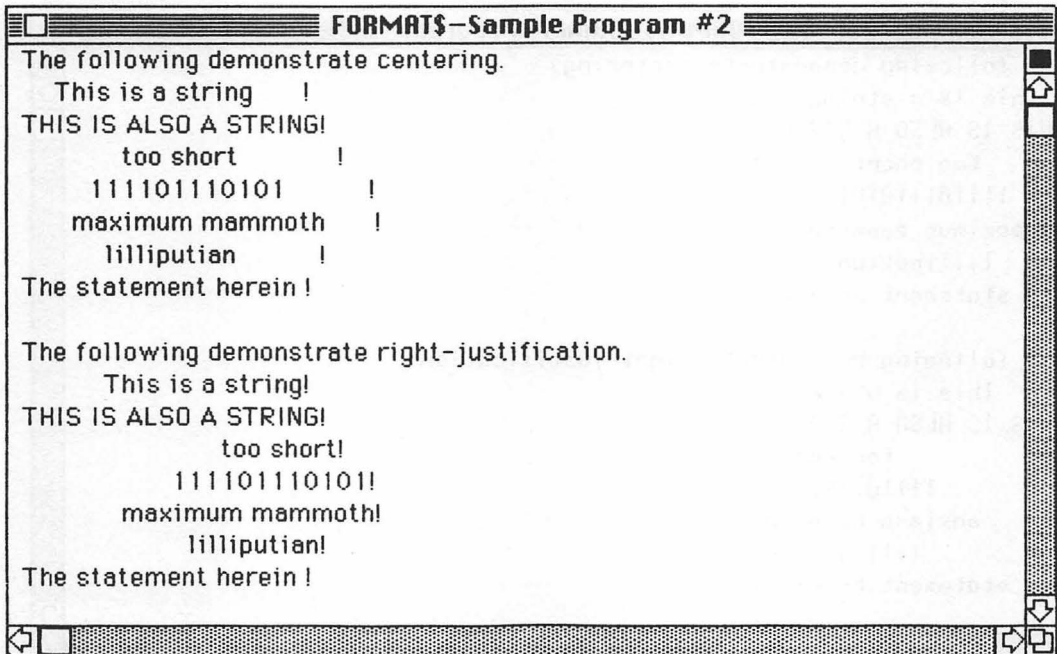 FORMAT$-Sample Program #2
The following demonstrate centering.
This is a string !
THIS IS ALSO A STRING!
too short !
111101110101 !
maximum mammoth !
lilliputian !
The statement herein !

The following demonstrate right-justification.
This is a string!
THIS IS ALSO A STRING!
too short!
111101110101!
maximum mammoth!
lilliputian!
The statement herein !